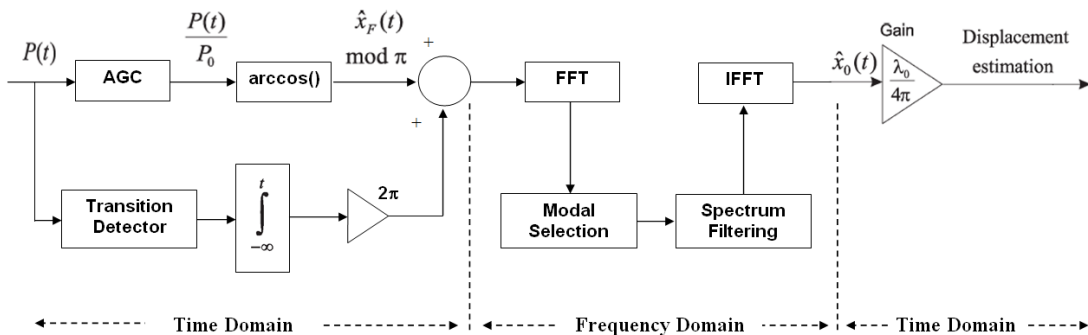 P(t)
AGC
P(t)
P₀
arccos()
x̂_F(t)
mod π
+
+
Transition
Detector
t
∫
−∞
2π
FFT
Modal
Selection
Spectrum
Filtering
IFFT
x̂₀(t)
Gain
λ₀
4π
Displacement
estimation
Time Domain
Frequency Domain
Time Domain